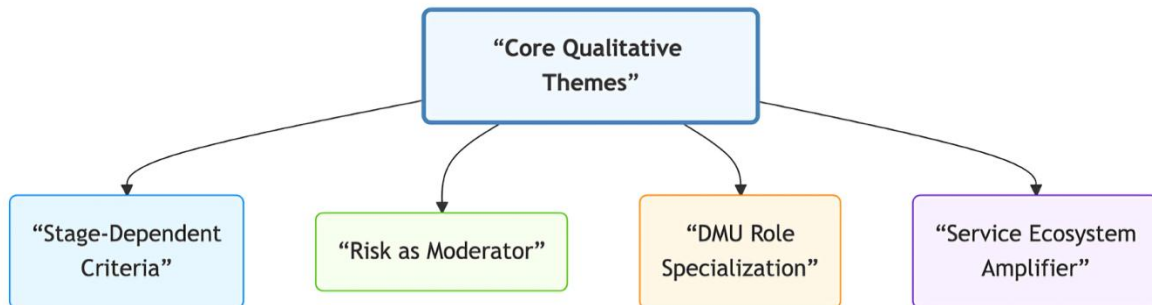 “Core Qualitative
Themes”
“Stage-Dependent
Criteria”
“Risk as Moderator”
“DMU Role
Specialization”
“Service Ecosystem
Amplifier”